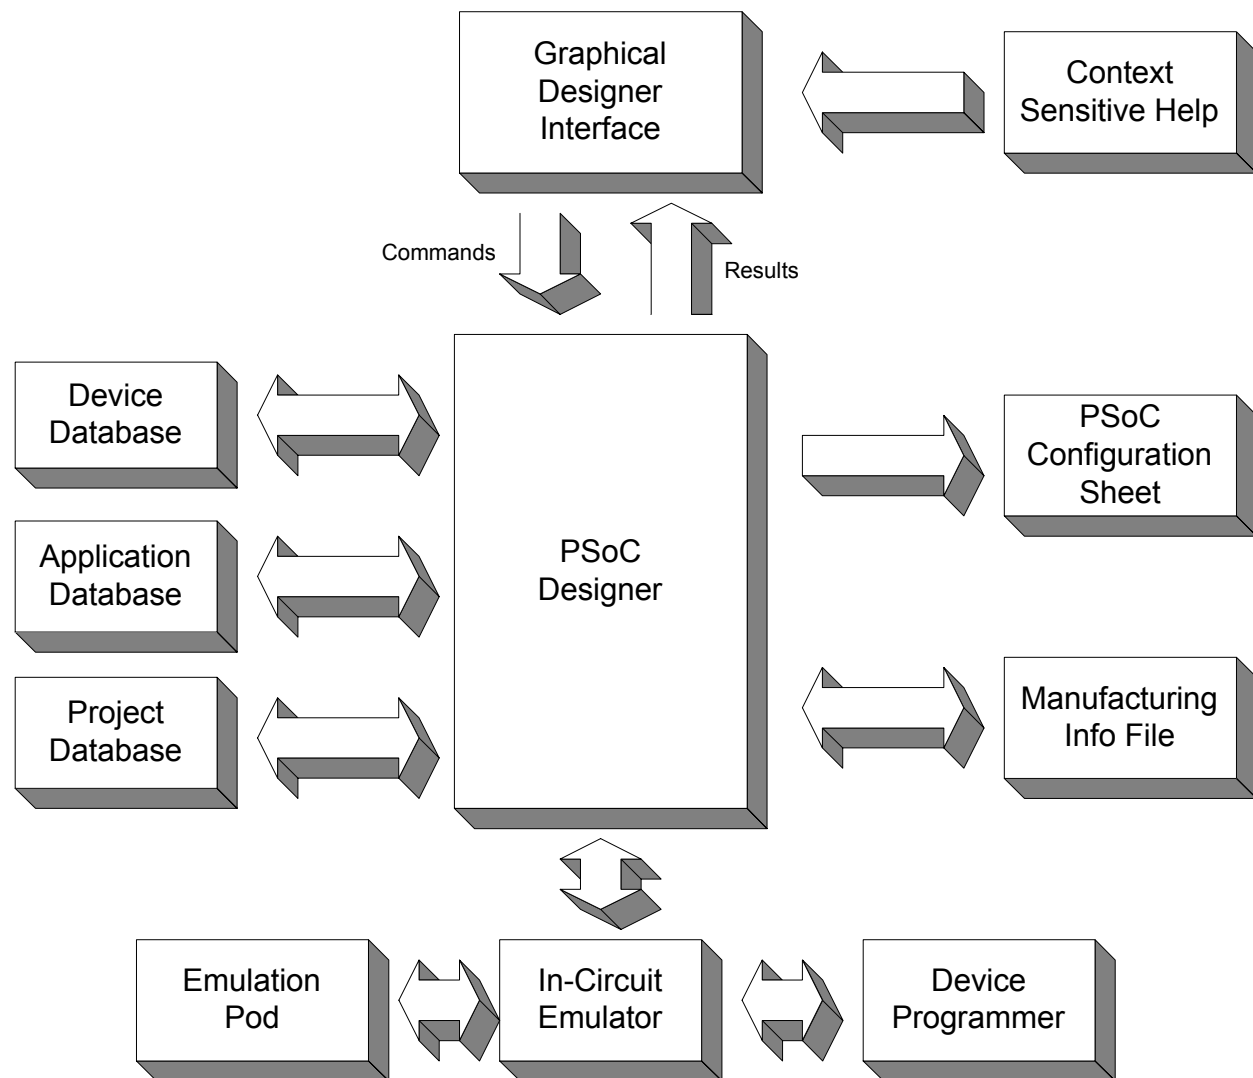 Graphical
Designer
Interface
Context
Sensitive Help
Commands
Results
Device
Database
PSoC
Configuration
Sheet
Application
Database
PSoC
Designer
Project
Database
Manufacturing
Info File
Emulation
Pod
In-Circuit
Emulator
Device
Programmer